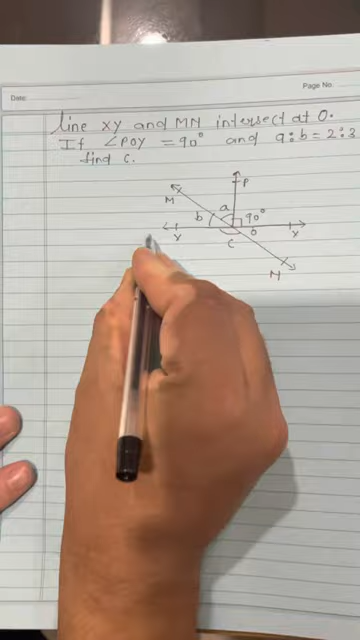 Page No.
Date:
Line XY and MN intersect at O.
If ∠POY = 90° and a:b = 2:3
find c.
P
M
a
90°
b
X
O
X
C
N